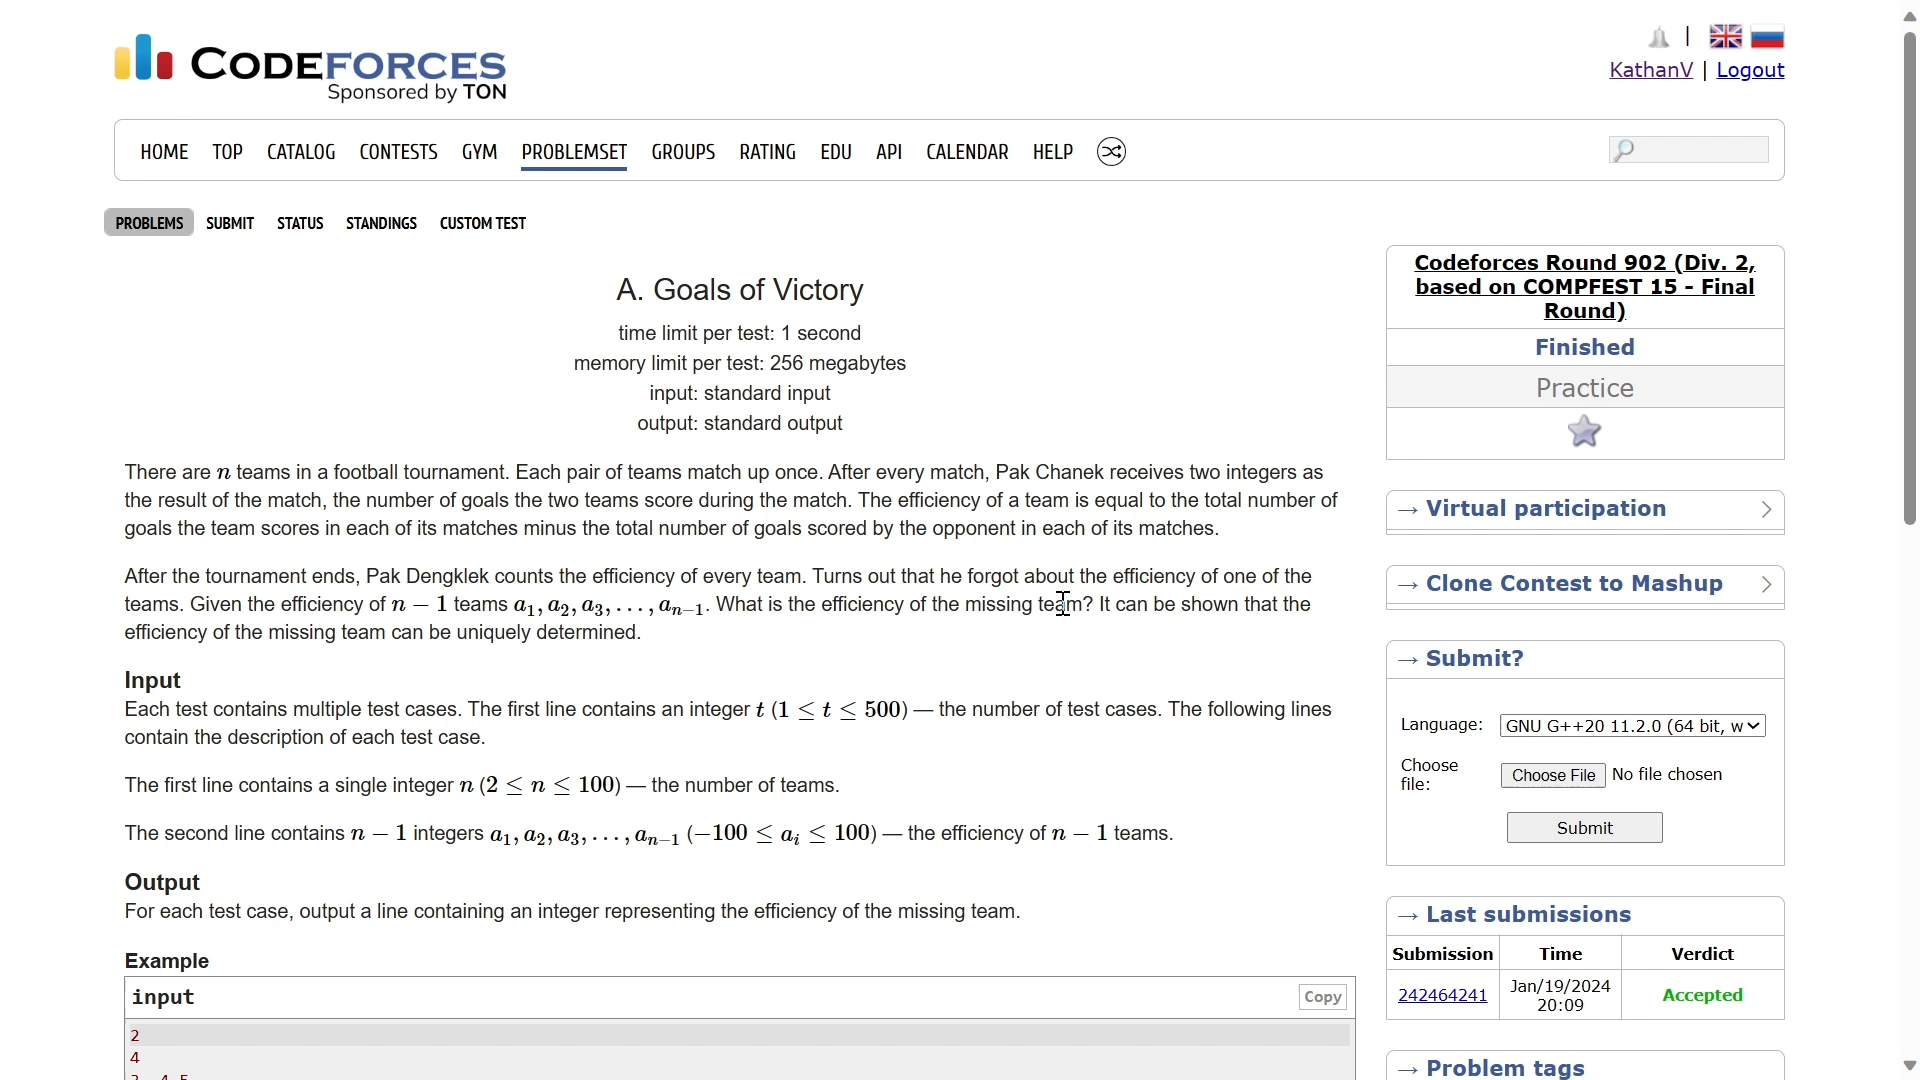 CODEFORCES
Sponsored by TON
|
KathanV | Logout
HOME TOP CATALOG CONTESTS GYM PROBLEMSET GROUPS RATING EDU API CALENDAR HELP
PROBLEMS SUBMIT STATUS STANDINGS CUSTOM TEST
A. Goals of Victory
time limit per test: 1 second
memory limit per test: 256 megabytes
input: standard input
output: standard output
There are n teams in a football tournament. Each pair of teams match up once. After every match, Pak Chanek receives two integers as
the result of the match, the number of goals the two teams score during the match. The efficiency of a team is equal to the total number of
goals the team scores in each of its matches minus the total number of goals scored by the opponent in each of its matches.
After the tournament ends, Pak Dengklek counts the efficiency of every team. Turns out that he forgot about the efficiency of one of the
teams. Given the efficiency of n − 1 teams a₁, a₂, a₃, . . . , aₙ₋₁. What is the efficiency of the missing team? It can be shown that the
efficiency of the missing team can be uniquely determined.
Input
Each test contains multiple test cases. The first line contains an integer t (1 ≤ t ≤ 500) — the number of test cases. The following lines
contain the description of each test case.
The first line contains a single integer n (2 ≤ n ≤ 100) — the number of teams.
The second line contains n − 1 integers a₁, a₂, a₃, . . . , aₙ₋₁ (−100 ≤ aᵢ ≤ 100) — the efficiency of n − 1 teams.
Output
For each test case, output a line containing an integer representing the efficiency of the missing team.
Example
input
Copy
2
4
Codeforces Round 902 (Div. 2,
based on COMPFEST 15 - Final
Round)
Finished
Practice
→ Virtual participation
→ Clone Contest to Mashup
→ Submit?
Language: GNU G++20 11.2.0 (64 bit, w
Choose
file:
Choose File No file chosen
Submit
→ Last submissions
Submission Time Verdict
242464241 Jan/19/2024
20:09
Accepted
→ Problem tags